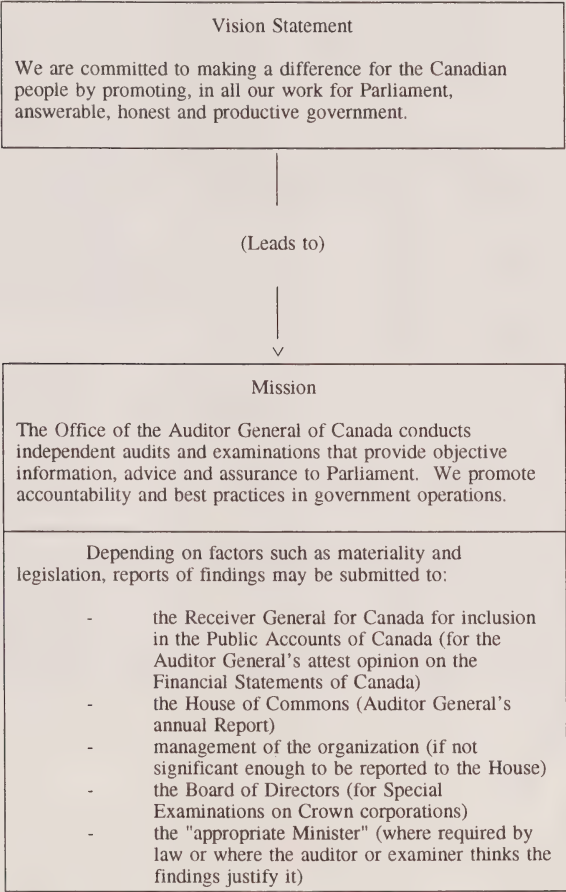 Vision Statement
We are committed to making a difference for the Canadian
people by promoting, in all our work for Parliament,
answerable, honest and productive government.
(Leads to)
Mission
The Office of the Auditor General of Canada conducts
independent audits and examinations that provide objective
information, advice and assurance to Parliament. We promote
accountability and best practices in government operations.
Depending on factors such as materiality and
legislation, reports of findings may be submitted to:
- the Receiver General for Canada for inclusion
in the Public Accounts of Canada (for the
Auditor General's attest opinion on the
Financial Statements of Canada)
- the House of Commons (Auditor General's
annual Report)
- management of the organization (if not
significant enough to be reported to the House)
- the Board of Directors (for Special
Examinations on Crown corporations)
- the "appropriate Minister" (where required by
law or where the auditor or examiner thinks the
findings justify it)